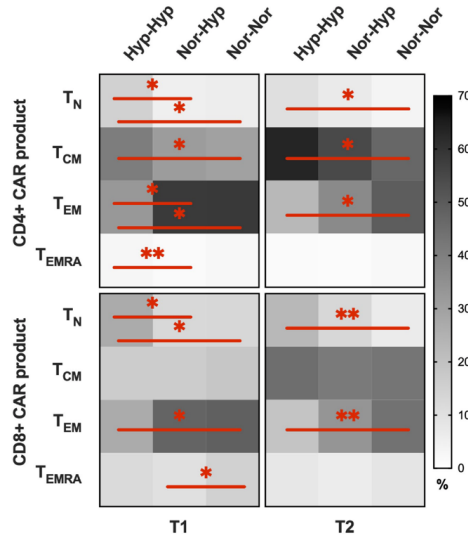 Hyp-Hyp Nor-Hyp Nor-Nor Hyp-Hyp Nor-Hyp Nor-Nor
CD4+ CAR product
TN * * *
TCM * *
TEM * * *
TEMRA **
CD8+ CAR product
TN * * **
TCM
TEM * **
TEMRA *
T1 T2
70
60
50
40
30
20
10
0
%